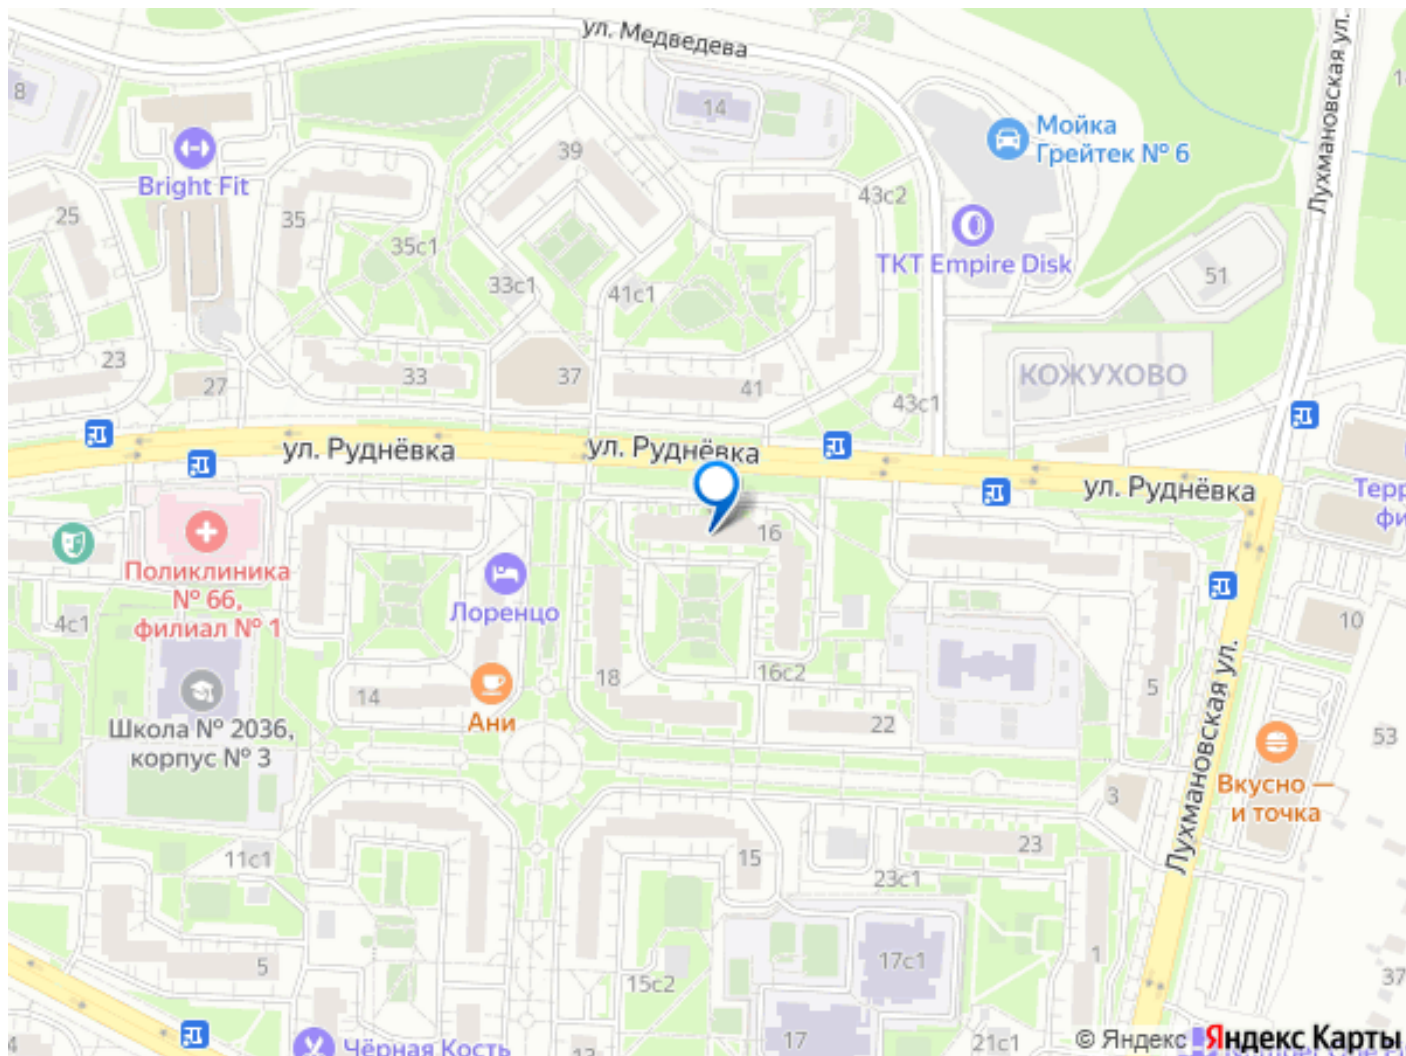 ул. Медведева
Лухмановская ул.
8
14
Мойка
Грейтек № 6
39
Bright Fit
25
35
43с2
35с1
TKT Empire Disk
33с1
41с1
51
23
27
33
37
41
КОЖУХОВО
43с1
ул. Руднёвка
ул. Руднёвка
ул. Руднёвка
16
Поликлиника
№ 66,
филиал № 1
Лоренцо
4с1
10
16с2
18
5
14
Ани
22
Школа № 2036,
корпус № 3
53
Вкусно —
и точка
3
Лухмановская ул.
11с1
15
23
23с1
5
1
17с1
15с2
37
17
21с1
Чёрная Кость
© Яндекс Яндекс Карты